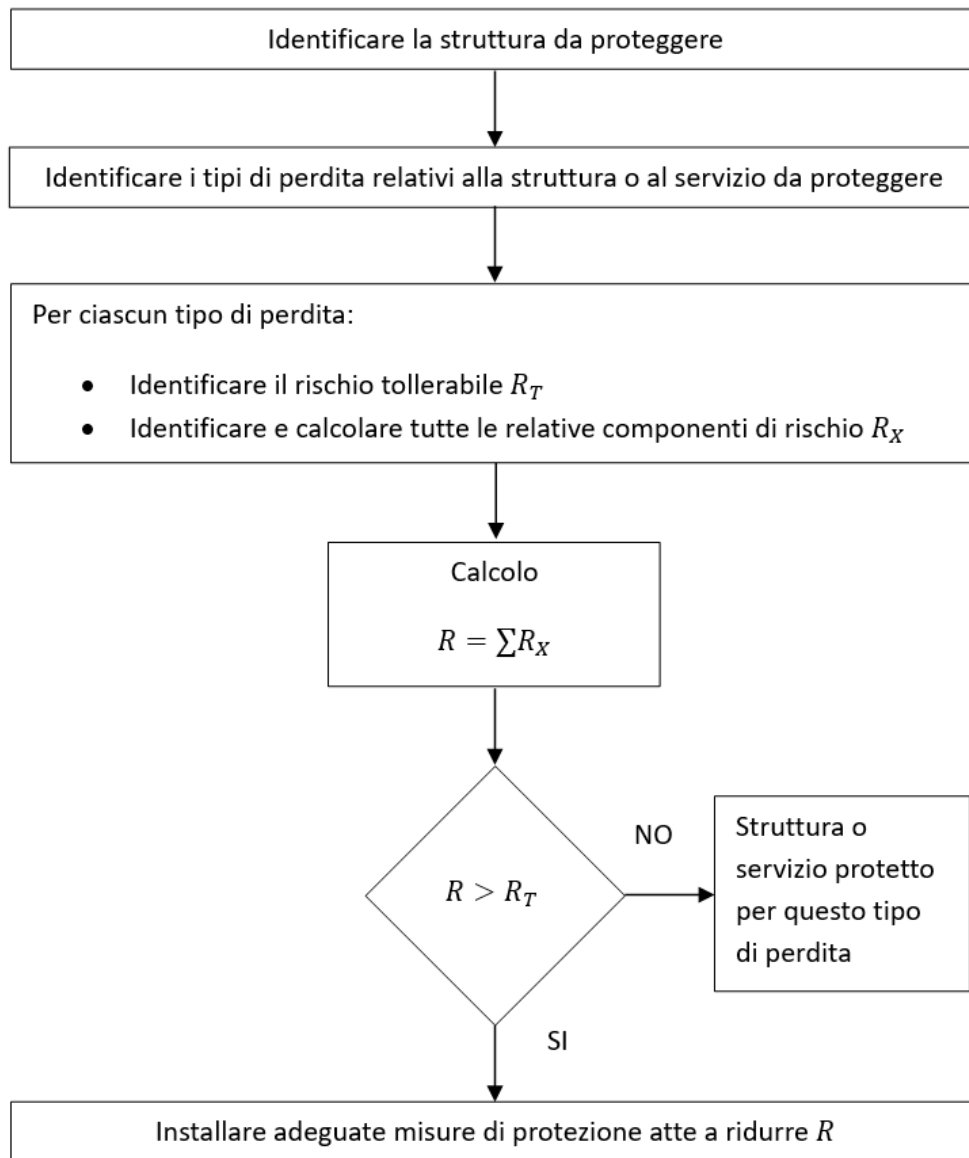 Identificare la struttura da proteggere
Identificare i tipi di perdita relativi alla struttura o al servizio da proteggere
Per ciascun tipo di perdita:
• Identificare il rischio tollerabile R_T
• Identificare e calcolare tutte le relative componenti di rischio R_X
Calcolo
R = ∑R_X
R > R_T
NO
Struttura o
servizio protetto
per questo tipo
di perdita
SI
Installare adeguate misure di protezione atte a ridurre R